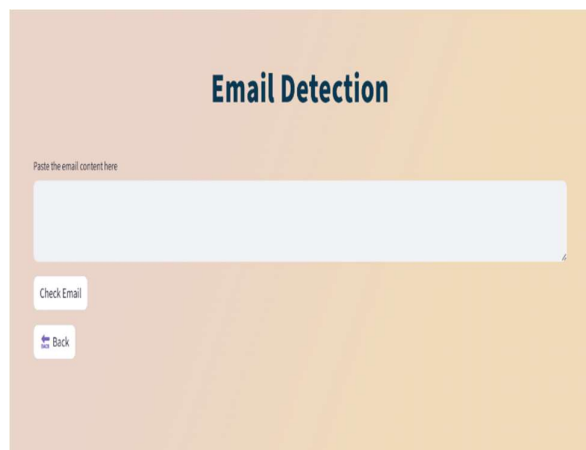 Email Detection
Paste the email content here
Check Email
🔙 Back